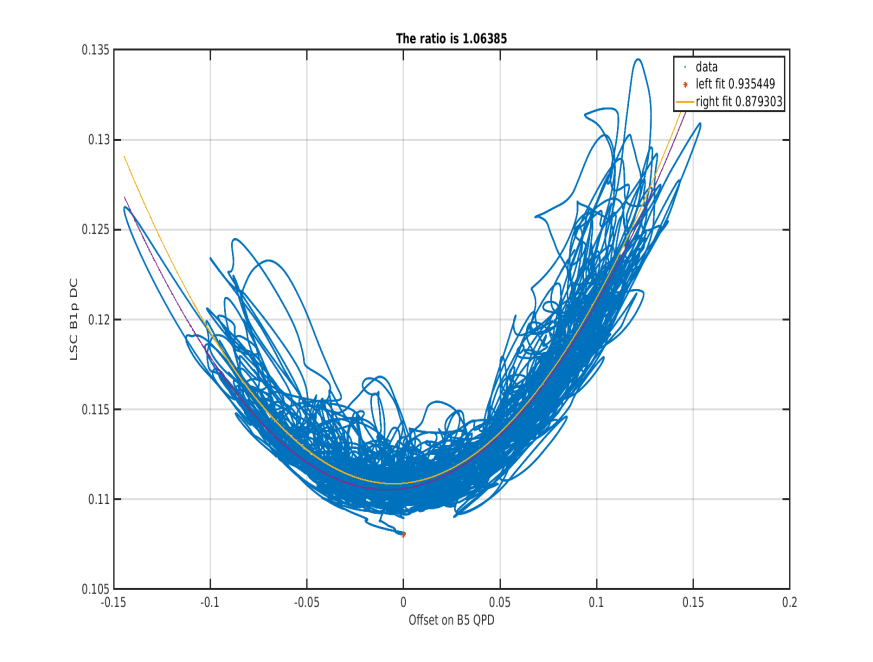 The ratio is 1.06385
0.135
0.13
0.125
0.12
0.115
0.11
0.105
LSC B1p DC
data
left fit 0.935449
right fit 0.879303
-0.15 -0.1 -0.05 0 0.05 0.1 0.15 0.2
Offset on B5 QPD